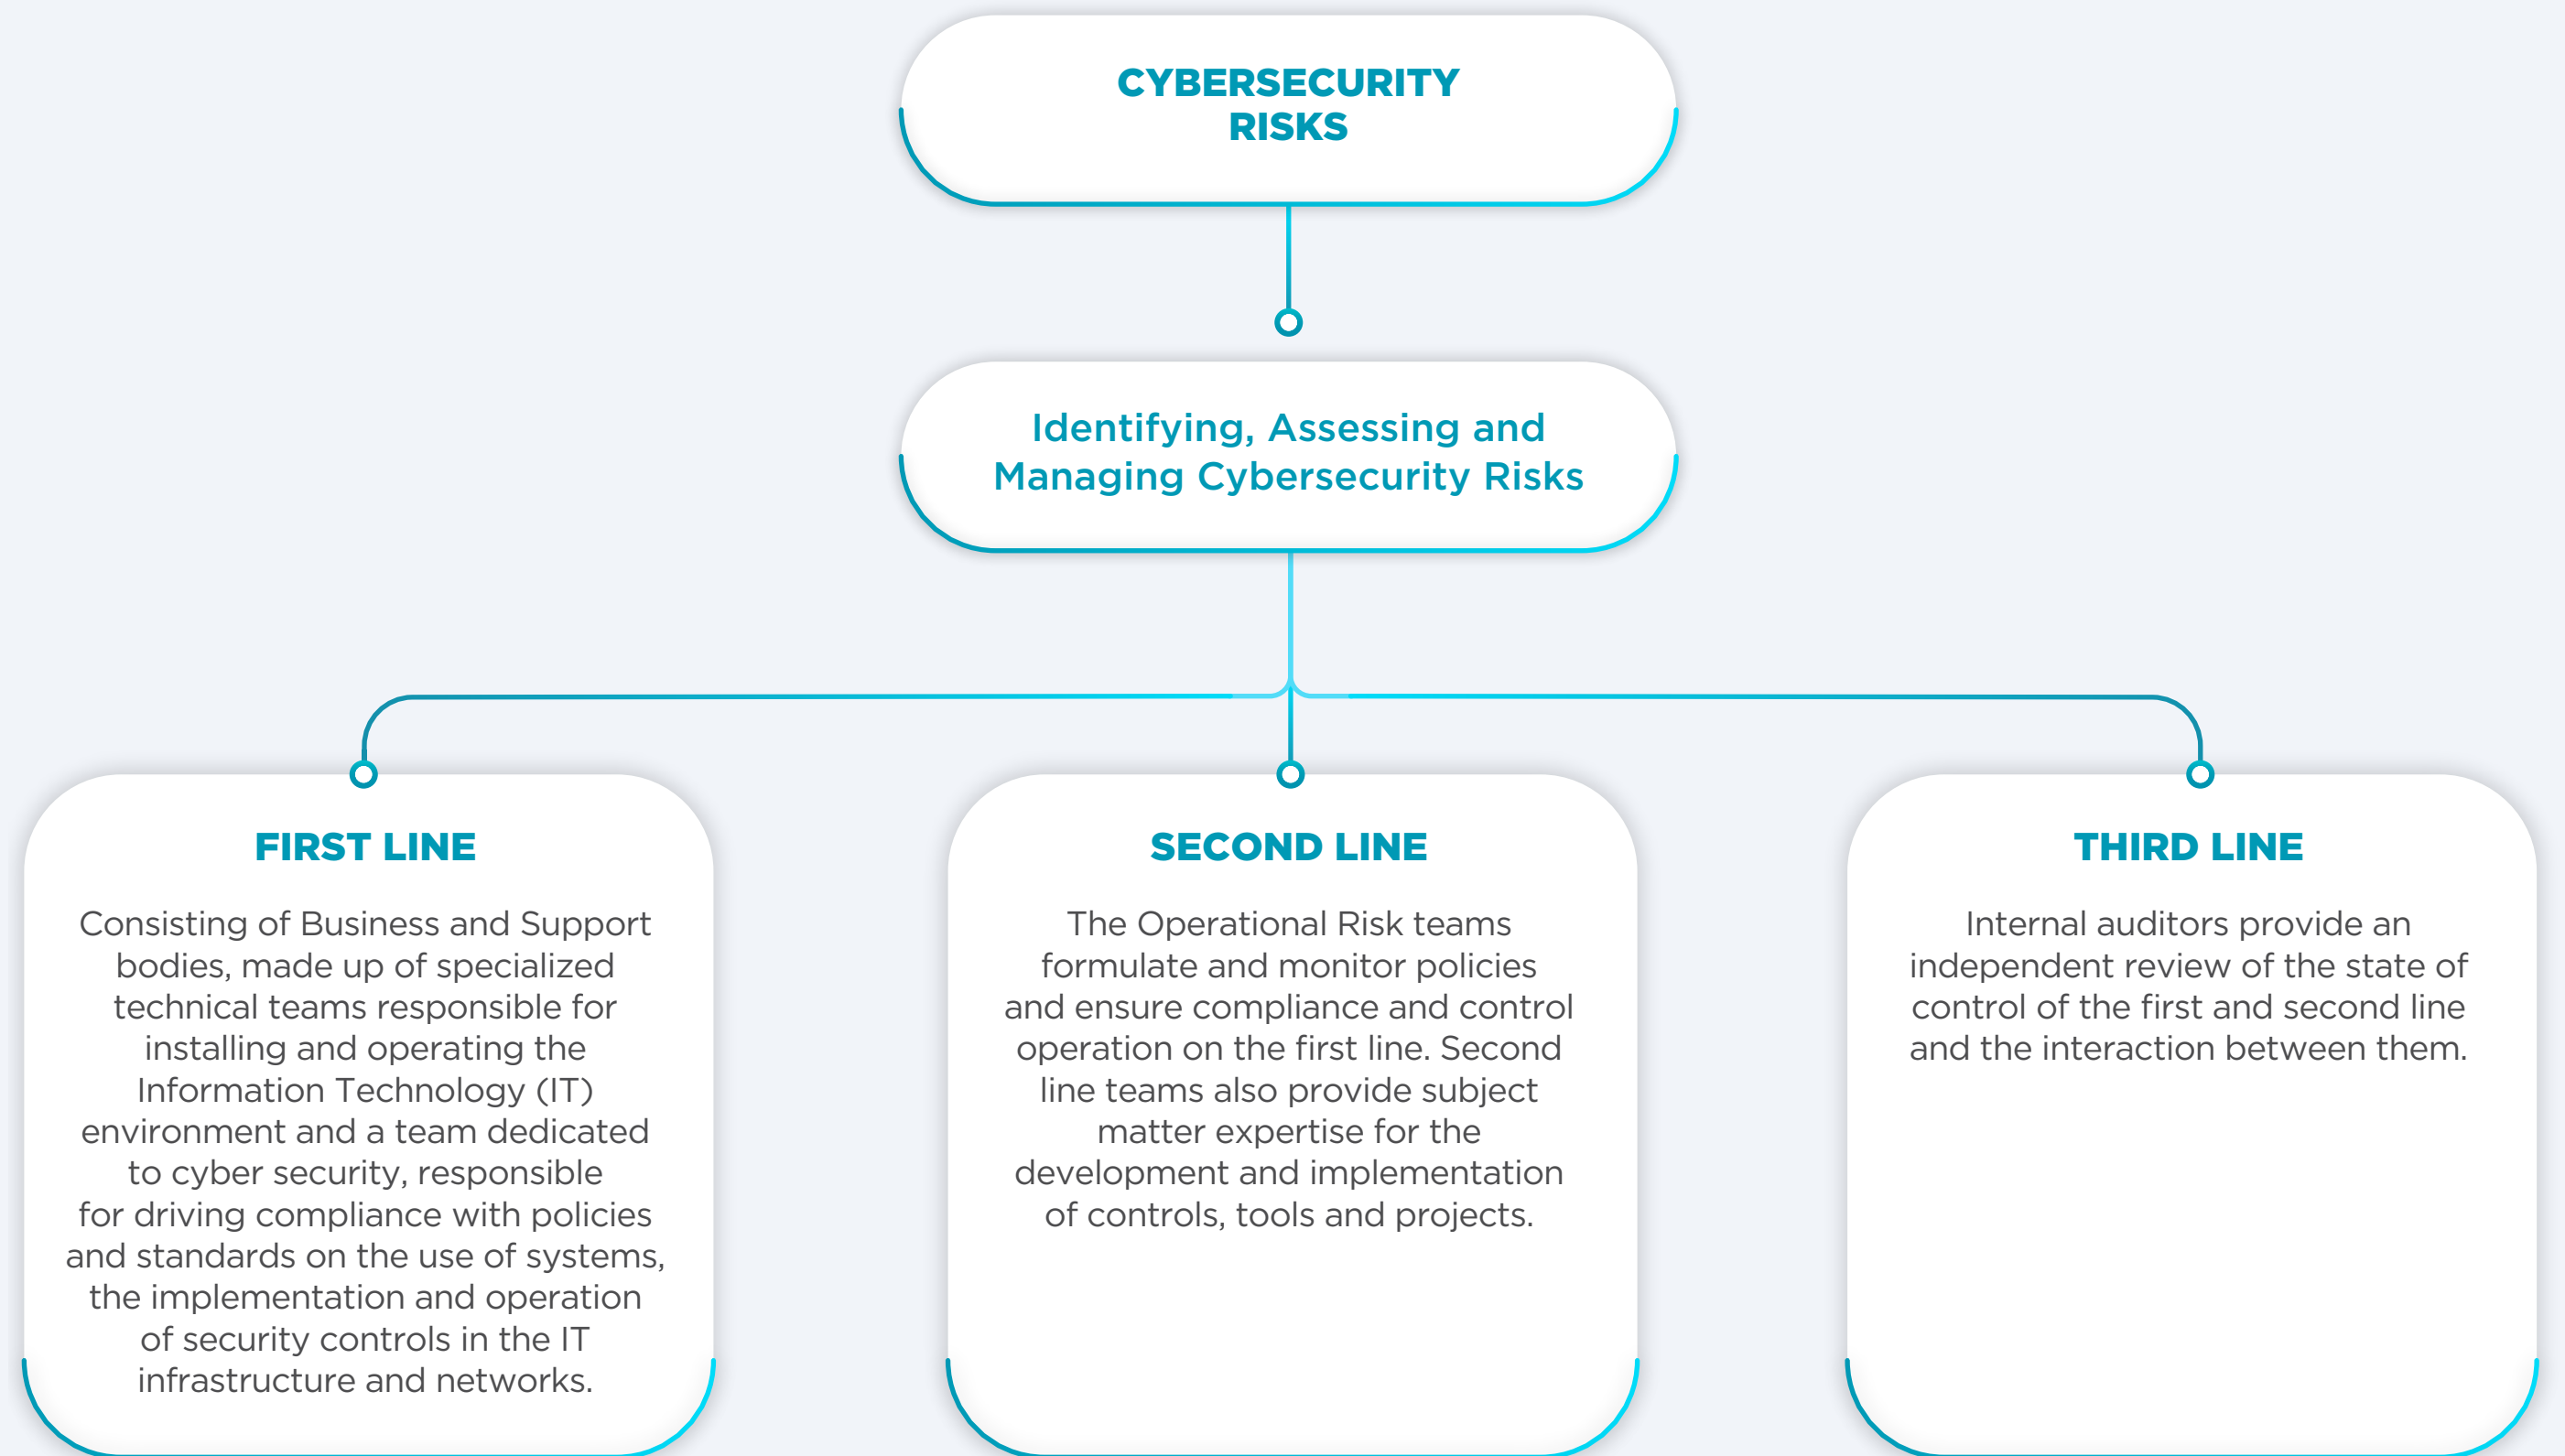 CYBERSECURITY
RISKS
Identifying, Assessing and
Managing Cybersecurity Risks
FIRST LINE
Consisting of Business and Support
bodies, made up of specialized
technical teams responsible for
installing and operating the
Information Technology (IT)
environment and a team dedicated
to cyber security, responsible
for driving compliance with policies
and standards on the use of systems,
the implementation and operation
of security controls in the IT
infrastructure and networks.
SECOND LINE
The Operational Risk teams
formulate and monitor policies
and ensure compliance and control
operation on the first line. Second
line teams also provide subject
matter expertise for the
development and implementation
of controls, tools and projects.
THIRD LINE
Internal auditors provide an
independent review of the state of
control of the first and second line
and the interaction between them.